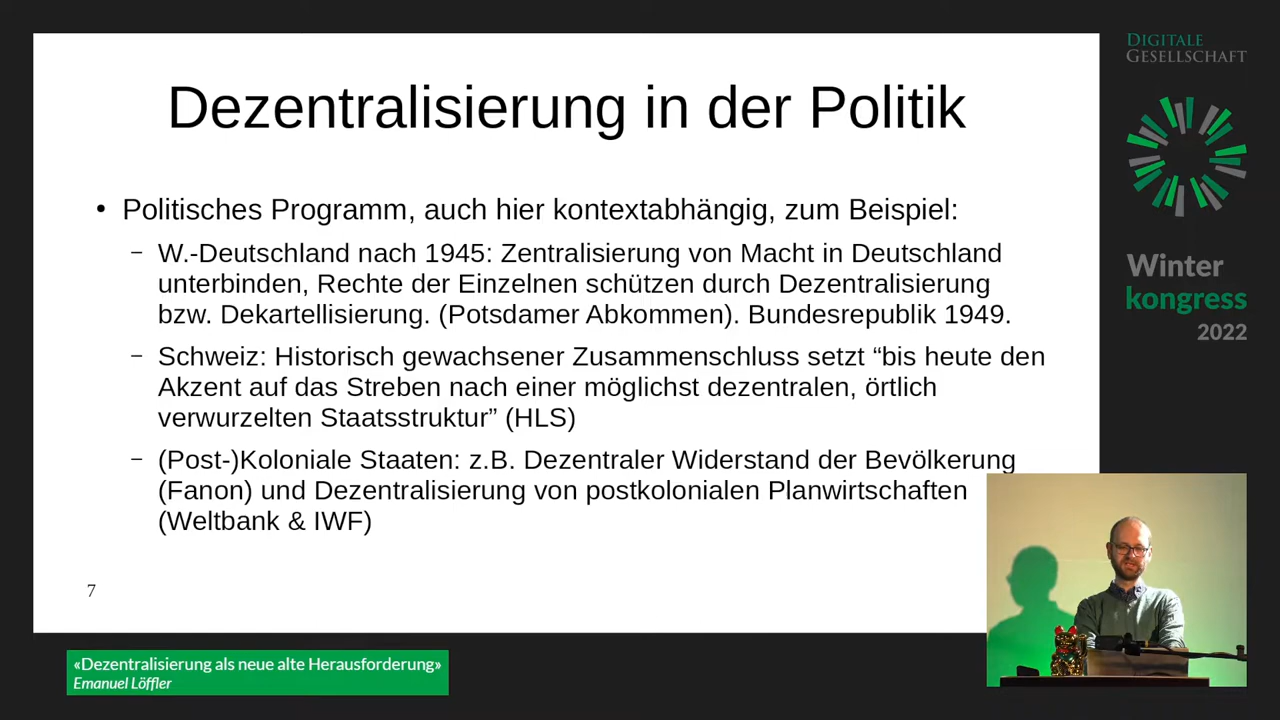 Dezentralisierung in der Politik
• Politisches Programm, auch hier kontextabhängig, zum Beispiel:
– W.-Deutschland nach 1945: Zentralisierung von Macht in Deutschland
unterbinden, Rechte der Einzelnen schützen durch Dezentralisierung
bzw. Dekartellisierung. (Potsdamer Abkommen). Bundesrepublik 1949.
– Schweiz: Historisch gewachsener Zusammenschluss setzt “bis heute den
Akzent auf das Streben nach einer möglichst dezentralen, örtlich
verwurzelten Staatsstruktur” (HLS)
– (Post-)Koloniale Staaten: z.B. Dezentraler Widerstand der Bevölkerung
(Fanon) und Dezentralisierung von postkolonialen Planwirtschaften
(Weltbank & IWF)
7
DIGITALE
GESELLSCHAFT
Winter
kongress
2022
«Dezentralisierung als neue alte Herausforderung»
Emanuel Löffler